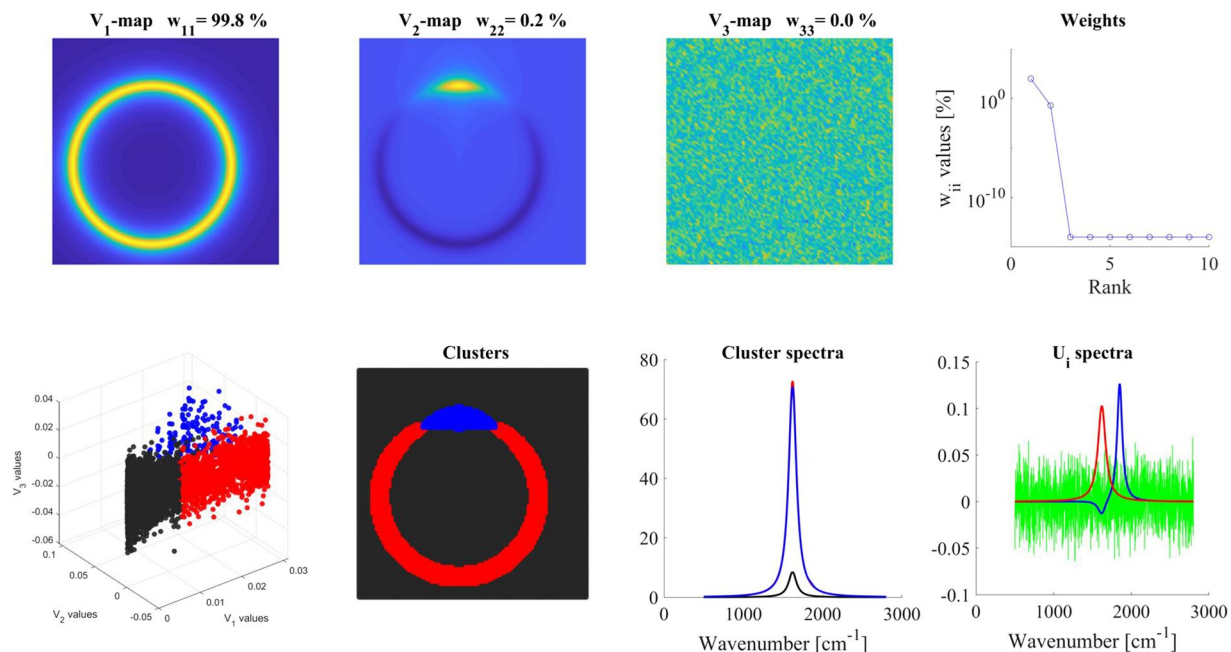 V1-map w11= 99.8 %
V2-map w22= 0.2 %
V3-map w33= 0.0 %
Weights
10^0
10^-10
wii values [%]
0
5
10
Rank
0.04
0.02
0
-0.02
-0.04
-0.06
V3 values
0.1
0.05
0
-0.05
V2 values
0
0.01
0.02
0.03
V1 values
Clusters
Cluster spectra
80
60
40
20
0
1000
2000
3000
Wavenumber [cm^-1]
Ui spectra
0.15
0.1
0.05
0
-0.05
-0.1
1000
2000
3000
Wavenumber [cm^-1]